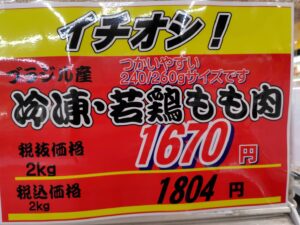 イチオシ!
ブラジル産
つかいやすい
240/260gサイズです
冷凍・若鶏もも肉
税抜価格 1670円
2kg
税込価格 1804円
2kg